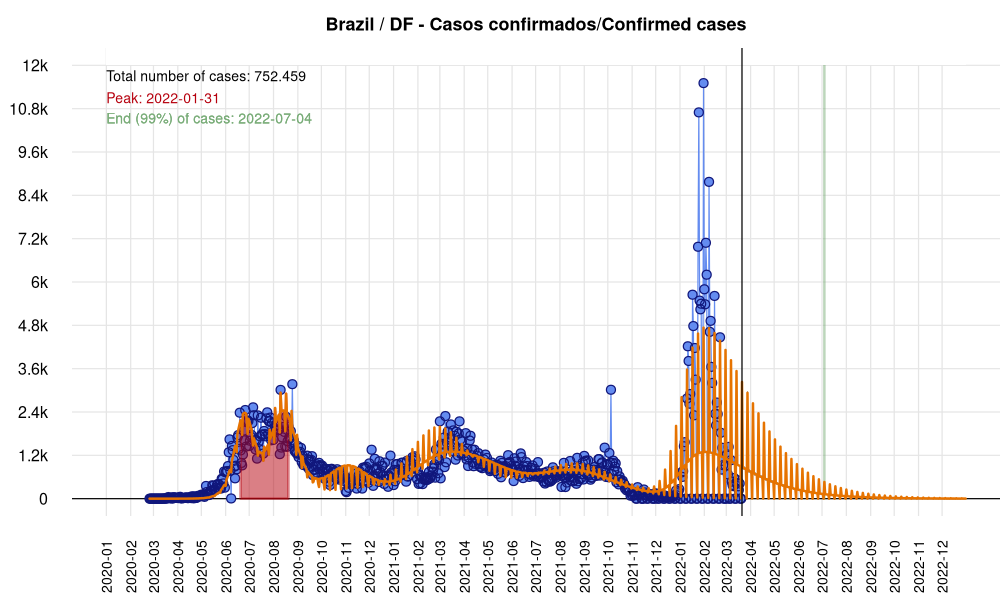 Brazil / DF - Casos confirmados/Confirmed cases
Total number of cases: 752.459
Peak: 2022-01-31
End (99%) of cases: 2022-07-04
12k
10.8k
9.6k
8.4k
7.2k
6k
4.8k
3.6k
2.4k
1.2k
0
2020-01
2020-02
2020-03
2020-04
2020-05
2020-06
2020-07
2020-08
2020-09
2020-10
2020-11
2020-12
2021-01
2021-02
2021-03
2021-04
2021-05
2021-06
2021-07
2021-08
2021-09
2021-10
2021-11
2021-12
2022-01
2022-02
2022-03
2022-04
2022-05
2022-06
2022-07
2022-08
2022-09
2022-10
2022-11
2022-12